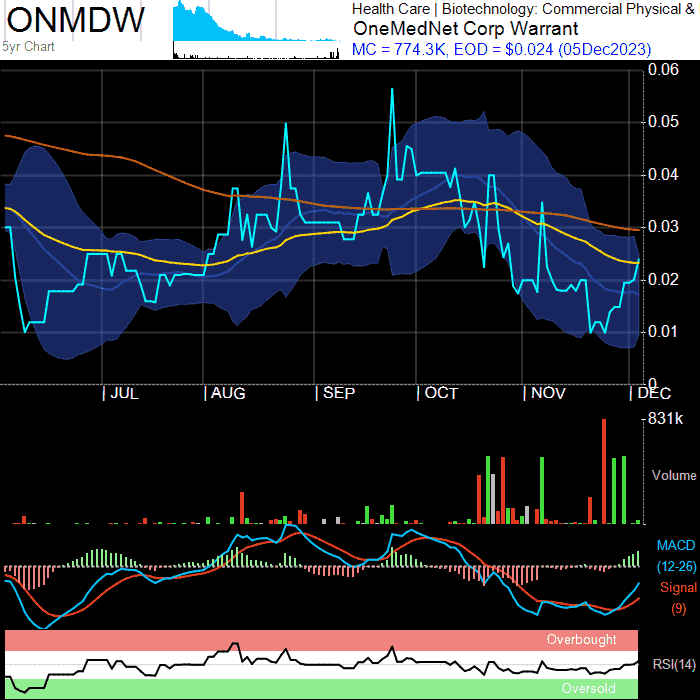 ONMDW
5yr Chart
Health Care | Biotechnology: Commercial Physical &
OneMedNet Corp Warrant
MC = 774.3K, EOD = $0.024 (05Dec2023)
0.06
0.05
0.04
0.03
0.02
0.01
0
| JUL | AUG | SEP | OCT | NOV | DEC
831k
Volume
MACD
(12-26)
Signal
(9)
Overbought
RSI(14)
Oversold